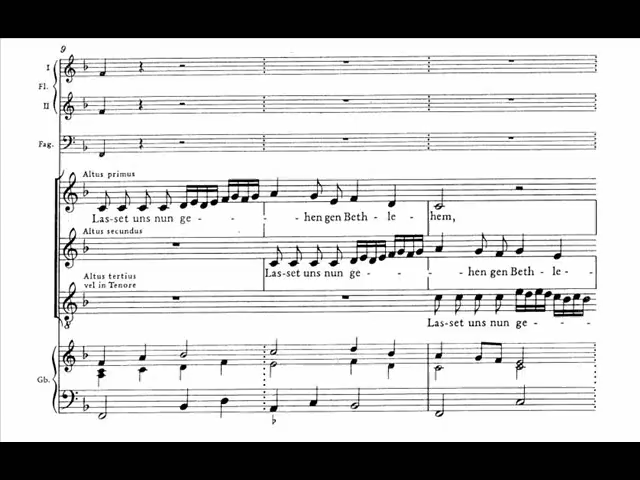 9
I
Fl.
II
Fag.
Altus primus
Las-set uns nun ge - - - hen gen Beth - le - hem,
Altus secundus
Las-set uns nun ge - - - hen gen Beth - le -
Altus tertius
vel in Tenore
8
Las-set uns nun ge - - -
Gb.